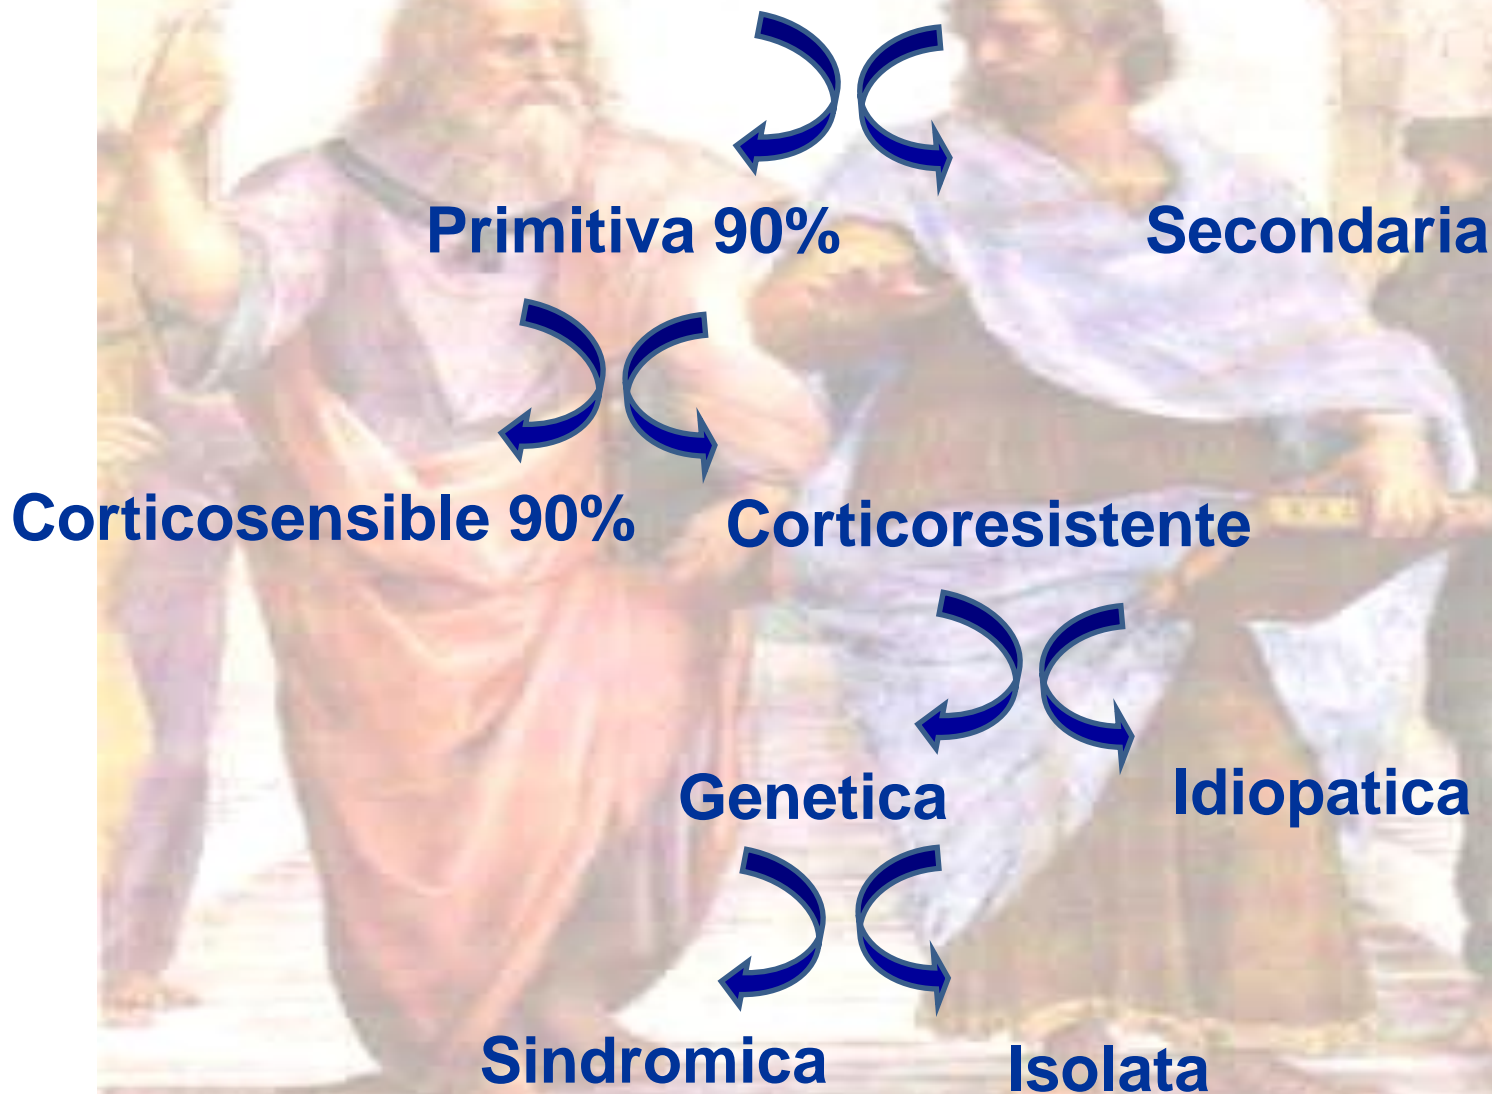 Primitiva 90%
Secondaria
Corticosensible 90%
Corticoresistente
Genetica
Idiopatica
Sindromica
Isolata